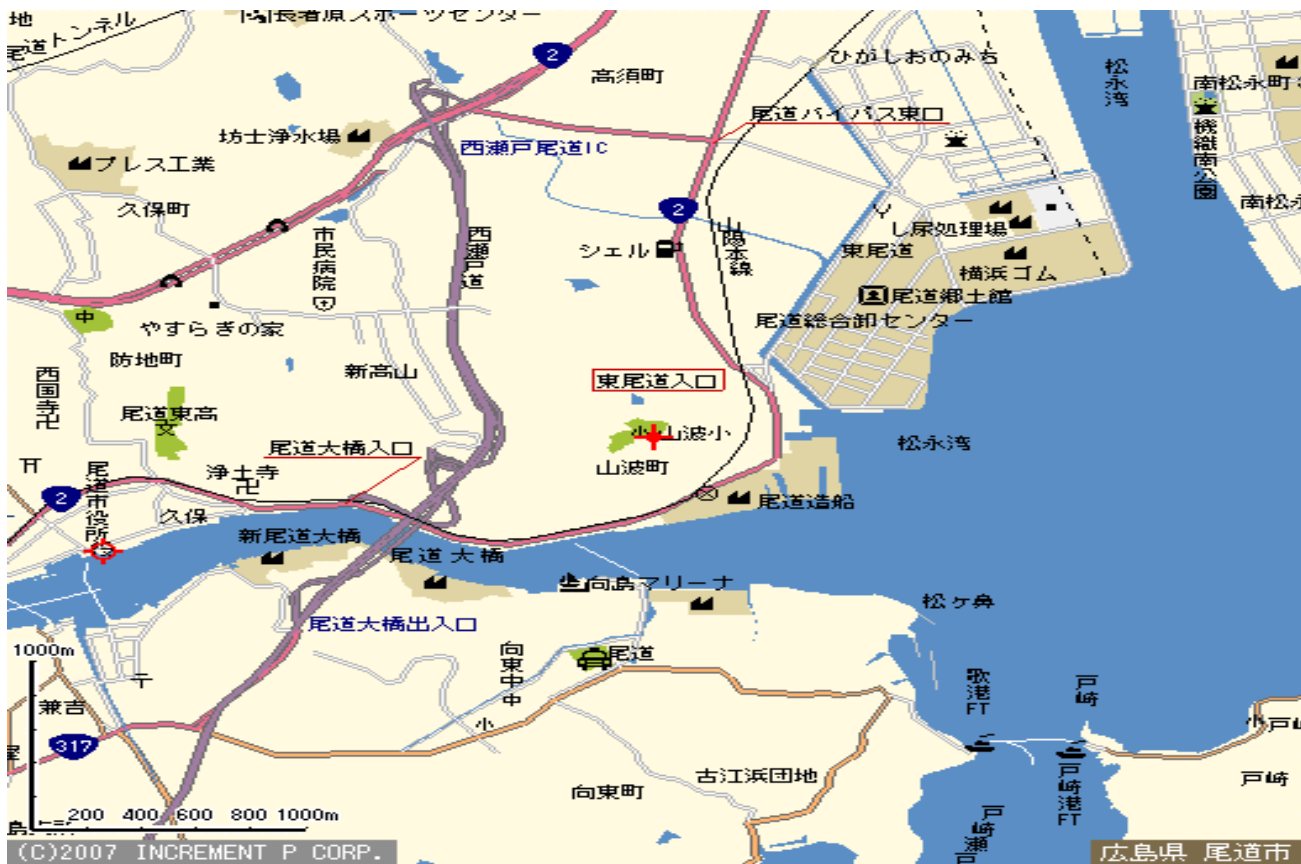 地
尾道トンネル
長者原スポーツセンター
2
高須町
ひがしおのみち
松永湾
南松永町
機織南公園
尾道バイパス東口
坊士浄水場
西瀬戸尾道IC
プレス工業
久保町
市民病院
西瀬戸道
2
山陽本線
シェル
東尾道
し尿処理場
横浜ゴム
南松永
尾道郷土館
尾道総合卸センター
中
やすらぎの家
防地町
新高山
西国寺
尾道東高
文
東尾道入口
小
山波小
山波町
松永湾
尾道大橋入口
浄土寺
2
尾道市役所
久保
尾道造船
新尾道大橋
尾道大橋
向島マリーナ
松ヶ鼻
尾道大橋出入口
1000m
向東中
中
尾道
歌港FT
戸崎
兼吉
小
小
戸崎
317
古江浜団地
戸崎港FT
戸崎
向東町
200 400 600 800 1000m
戸崎瀬戸
(C)2007 INCREMENT P CORP.
広島県 尾道市